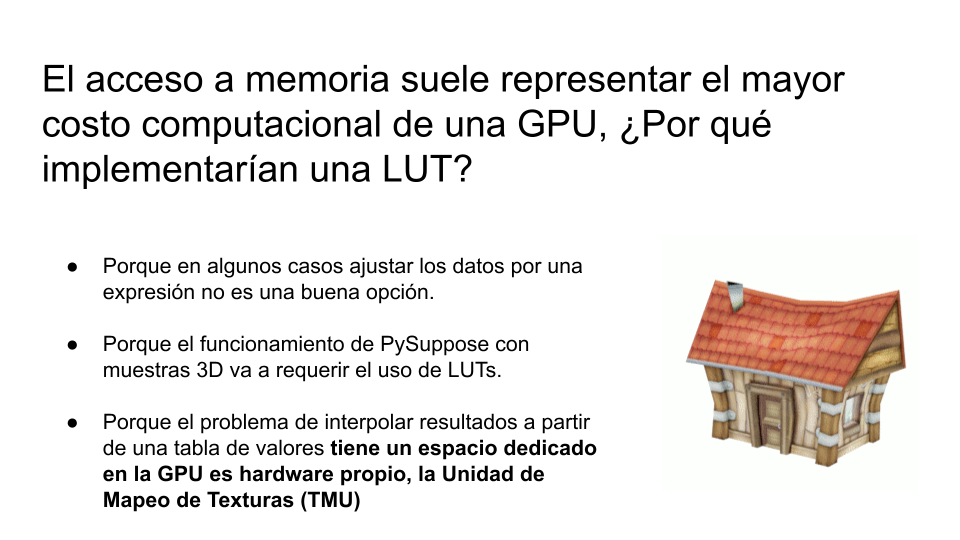 El acceso a memoria suele representar el mayor
costo computacional de una GPU, ¿Por qué
implementarían una LUT?
● Porque en algunos casos ajustar los datos por una
expresión no es una buena opción.
● Porque el funcionamiento de PySuppose con
muestras 3D va a requerir el uso de LUTs.
● Porque el problema de interpolar resultados a partir
de una tabla de valores tiene un espacio dedicado
en la GPU es hardware propio, la Unidad de
Mapeo de Texturas (TMU)